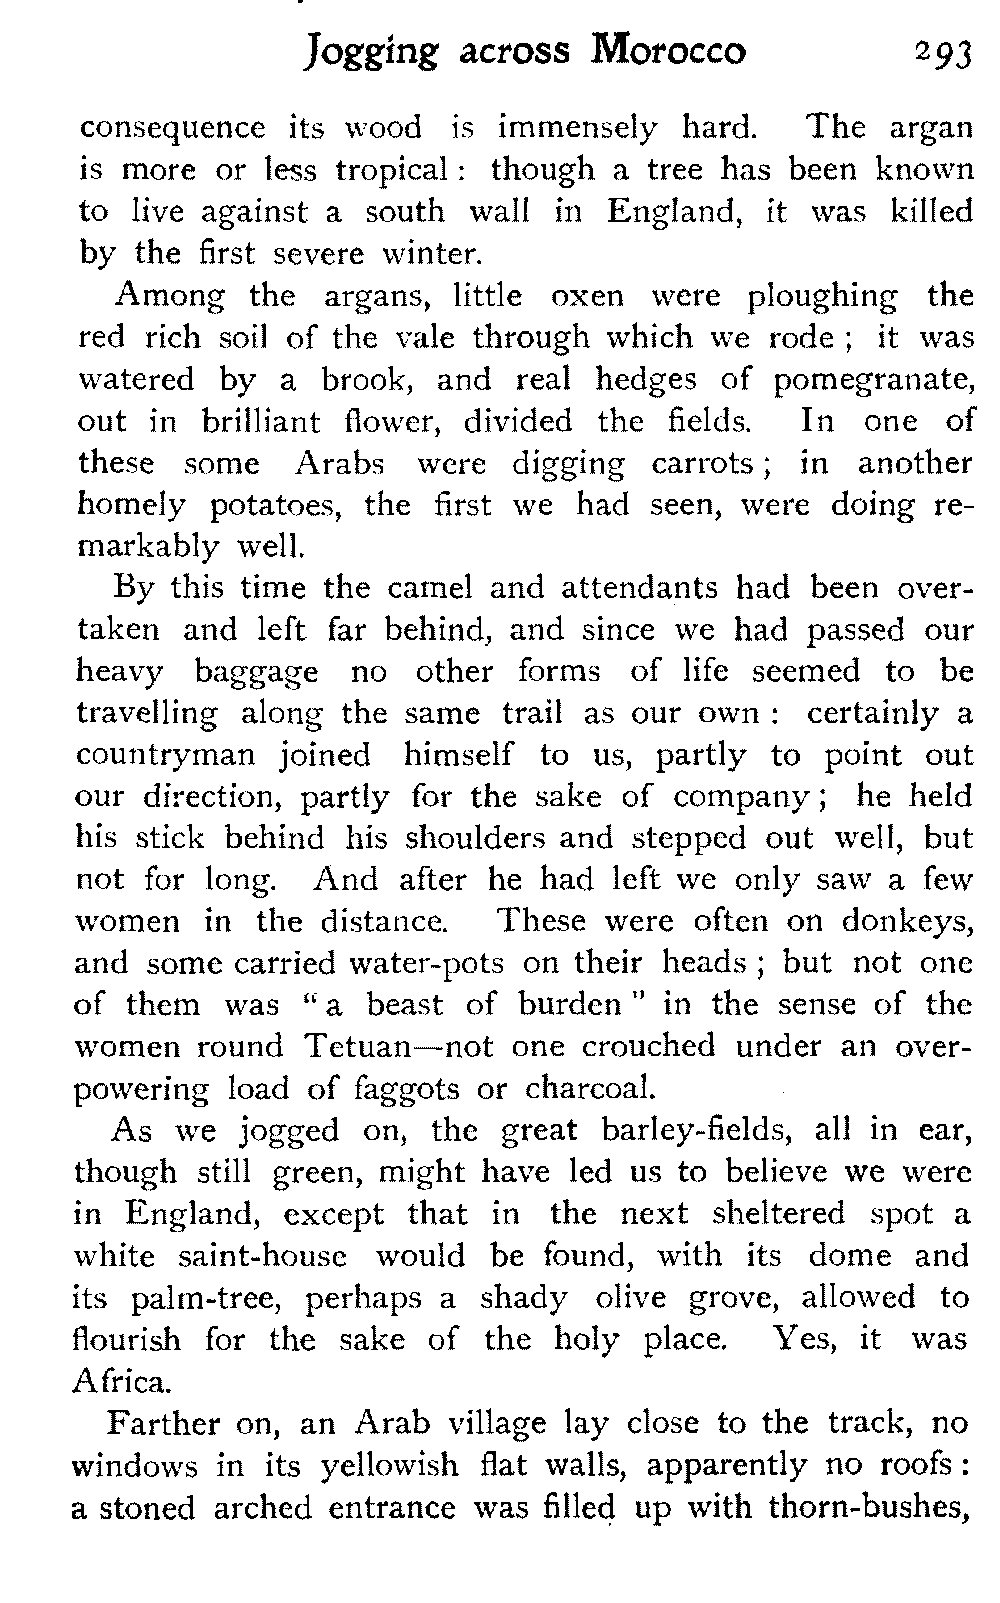 Jogging across Morocco 293
consequence its wood is immensely hard. The argan
is more or less tropical : though a tree has been known
to live against a south wall in England, it was killed
by the first severe winter.
Among the argans, little oxen were ploughing the
red rich soil of the vale through which we rode ; it was
watered by a brook, and real hedges of pomegranate,
out in brilliant flower, divided the fields. In one of
these some Arabs were digging carrots ; in another
homely potatoes, the first we had seen, were doing re-
markably well.
By this time the camel and attendants had been over-
taken and left far behind, and since we had passed our
heavy baggage no other forms of life seemed to be
travelling along the same trail as our own : certainly a
countryman joined himself to us, partly to point out
our direction, partly for the sake of company ; he held
his stick behind his shoulders and stepped out well, but
not for long. And after he had left we only saw a few
women in the distance. These were often on donkeys,
and some carried water-pots on their heads ; but not one
of them was “ a beast of burden ” in the sense of the
women round Tetuan—not one crouched under an over-
powering load of faggots or charcoal.
As we jogged on, the great barley-fields, all in ear,
though still green, might have led us to believe we were
in England, except that in the next sheltered spot a
white saint-house would be found, with its dome and
its palm-tree, perhaps a shady olive grove, allowed to
flourish for the sake of the holy place. Yes, it was
Africa.
Farther on, an Arab village lay close to the track, no
windows in its yellowish flat walls, apparently no roofs :
a stoned arched entrance was filled up with thorn-bushes,